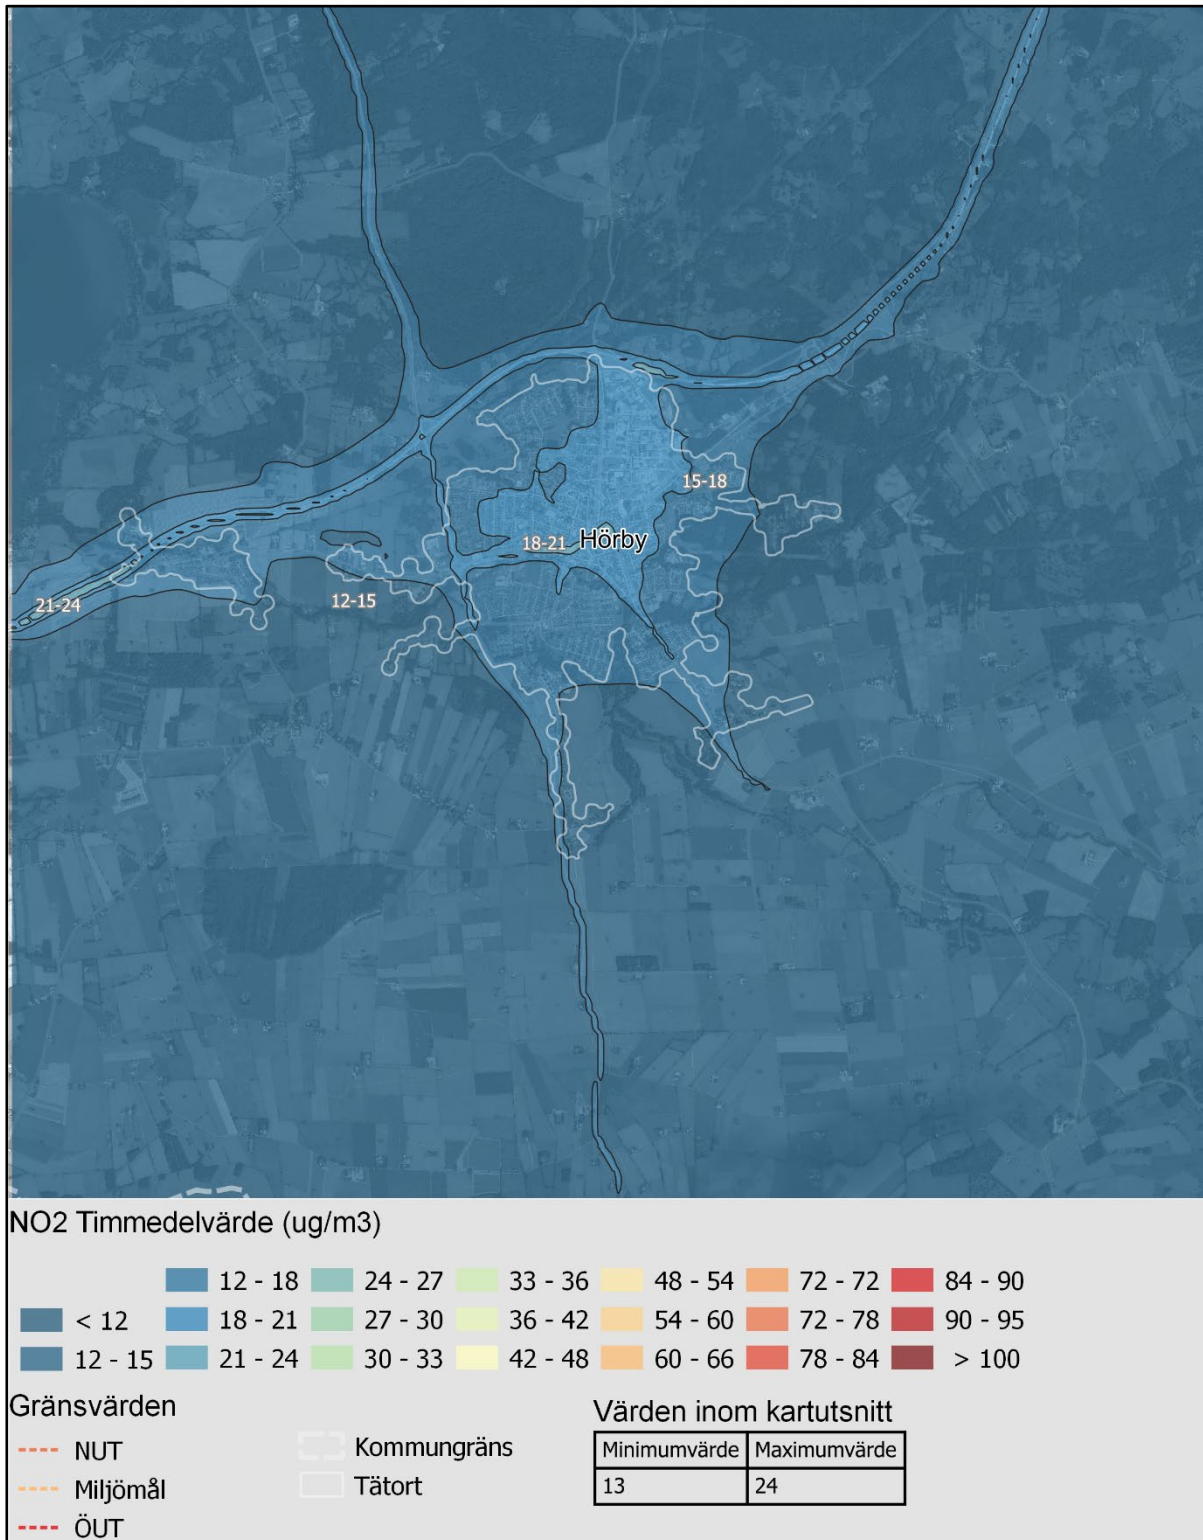 15-18
18-21
Hörby
21-24
12-15
NO2 Timmedelvärde (ug/m3)
12 - 18 24 - 27 33 - 36 48 - 54 72 - 72 84 - 90
< 12 18 - 21 27 - 30 36 - 42 54 - 60 72 - 78 90 - 95
12 - 15 21 - 24 30 - 33 42 - 48 60 - 66 78 - 84 > 100
Gränsvärden
NUT
Miljömål
ÖUT
Kommungräns
Tätort
Värden inom kartutsnitt
Minimumvärde Maximumvärde
13 24